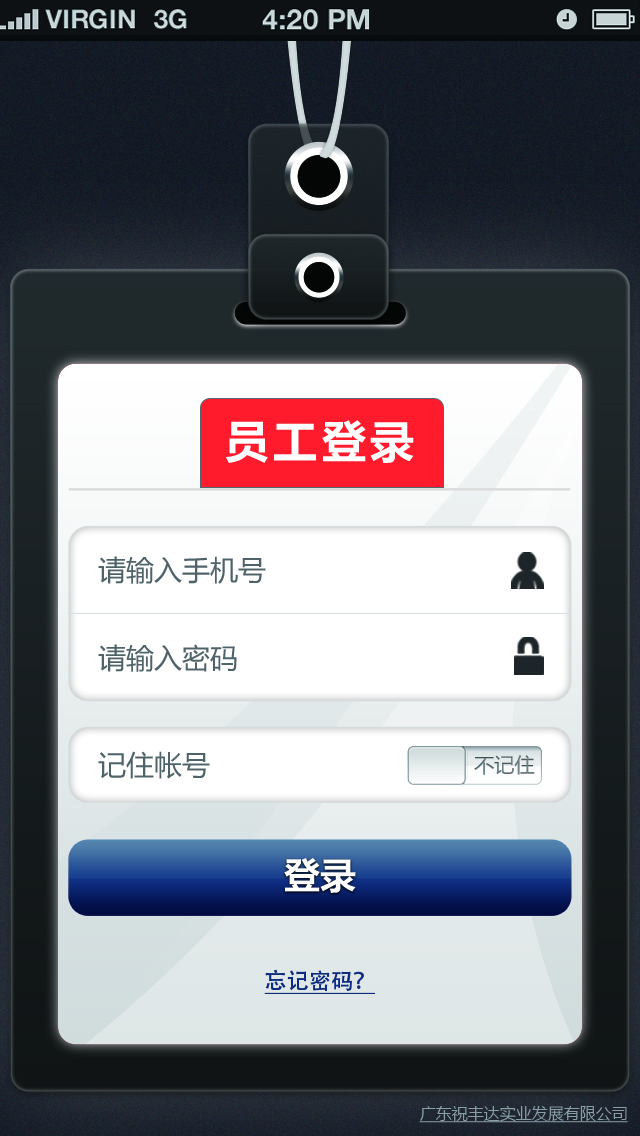 VIRGIN 3G 4:20 PM
员工登录
请输入手机号
请输入密码
记住帐号 不记住
登录
忘记密码?
广东祝丰达实业发展有限公司